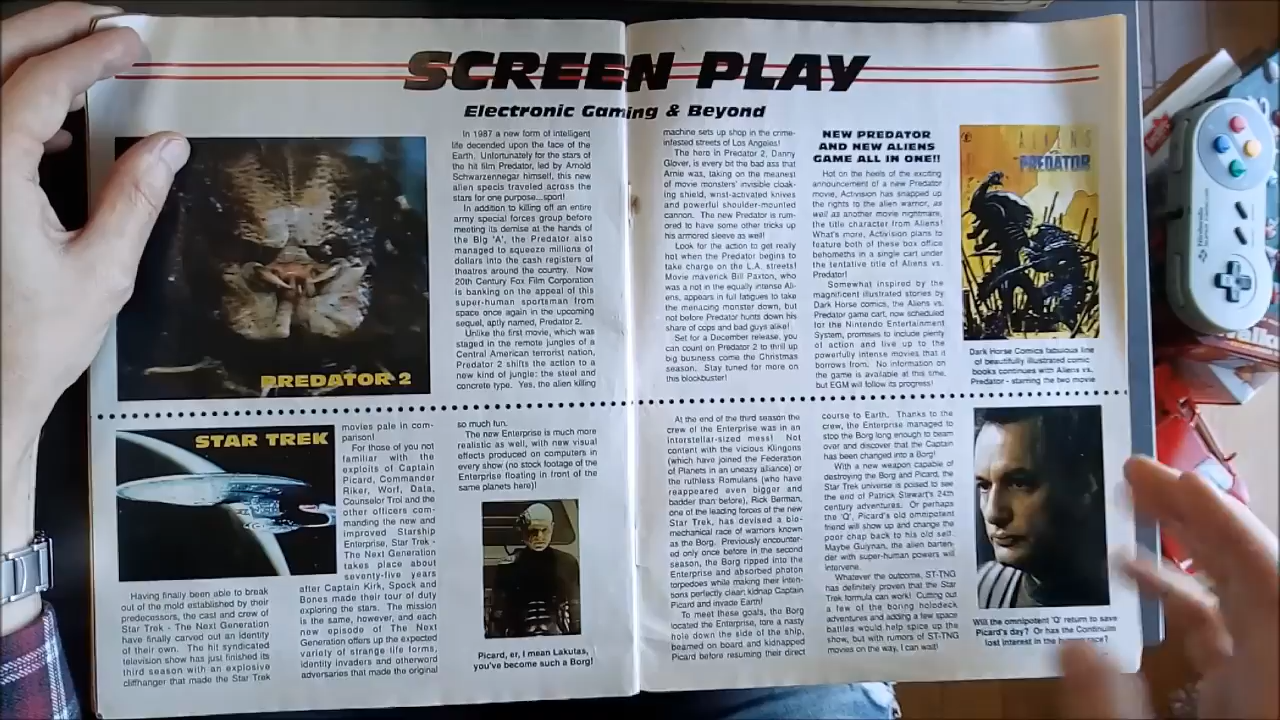 SCREEN PLAY
Electronic Gaming & Beyond
PREDATOR 2
In 1987 a new form of intelligent
life decended upon the face of the
Earth. Unfortunately for the stars of
the hit film Predator, led by Arnold
Schwarzennegar himself, this new
alien specis traveled across the
stars for one purpose...sport!
In addition to killing off an entire
army special forces group before
meeting its demise at the hands of
the Big 'A', the Predator also
managed to squeeze millions of
dollars into the cash registers of
theatres around the country. Now
20th Century Fox Film Corporation
is banking on the appeal of this
super-human sportsman from
space once again in the upcoming
sequel, aptly named, Predator 2.
Unlike the first movie, which was
staged in the remote jungles of a
Central American terrorist nation,
Predator 2 shifts the action to a
new kind of jungle: the steel and
concrete type. Yes, the alien killing
machine sets up shop in the crime-
infested streets of Los Angeles!
The hero in Predator 2, Danny
Glover, is every bit the bad ass that
Arnie was, taking on the meanest
of movie monsters' invisible cloak-
ing shield, wrist-activated knives
and powerful shoulder-mounted
cannon. The new Predator is rum-
ored to have some other tricks up
his armored sleeve as well!
Look for the action to get really
hot when the Predator begins to
take charge on the L.A. streets!
Movie maverick Bill Paxton, who
was a not in the equally intense Ali-
ens, appears in full fatigues to take
the menacing monster down, but
not before Predator hunts down his
share of cops and bad guys alike!
Set for a December release, you
can count on Predator 2 to thrill up
big business come the Christmas
season. Stay tuned for more on
this blockbuster!
NEW PREDATOR
AND NEW ALIENS
GAME ALL IN ONE!!
Hot on the heels of the exciting
announcement of a new Predator
movie, Activision has snapped up
the rights to the alien warrior, as
well as another movie nightmare,
the title character from Aliens!
What's more, Activision plans to
feature both of these box office
behemoths in a single cart under
the tentative title of Aliens vs.
Predator!
Somewhat inspired by the
magnificent illustrated stories by
Dark Horse comics, the Aliens vs.
Predator game cart, now scheduled
for the Nintendo Entertainment
System, promises to include plenty
of action and live up to the
powerfully intense movies that it
borrows from. No information on
the game is available at this time,
but EGM will follow its progress!
ALIENS
PREDATOR
Dark Horse Comics fabulous line
of beautifully illustrated comic
books continues with Aliens vs.
Predator - starring the two movie
STAR TREK
Having finally been able to break
out of the mold established by their
predecessors, the cast and crew of
Star Trek - The Next Generation
have finally carved out an identity
of their own. The hit syndicated
television show has just finished its
third season with an explosive
cliffhanger that made the Star Trek
movies pale in com-
parison!
For those of you not
familiar with the
exploits of Captain
Picard, Commander
Riker, Worf, Data,
Counselor Troi and the
other officers com-
manding the new and
improved Starship
Enterprise, Star Trek -
The Next Generation
takes place about
seventy-five years
after Captain Kirk, Spock and
Bones made their tour of duty
exploring the stars. The mission
is the same, however, and each
new episode of The Next
Generation offers up the expected
variety of strange life forms,
identity invaders and otherword
adversaries that made the original
so much fun.
The new Enterprise is much more
realistic as well, with new visual
effects produced on computers in
every show (no stock footage of the
Enterprise floating in front of the
same planets here)!
Picard, er, I mean Lakutas,
you've become such a Borg!
At the end of the third season the
crew of the Enterprise was in an
interstellar-sized mess! Not
content with the vicious Klingons
(which have joined the Federation
of Planets in an uneasy alliance) or
the ruthless Romulans (who have
reappeared even bigger and
badder than before), Rick Berman,
one of the leading forces of the new
Star Trek, has devised a bio-
mechanical race of warriors known
as the Borg. Previously encounter-
ed only once before in the second
season, the Borg ripped into the
Enterprise and absorbed photon
torpedoes while making their inten-
tions perfectly clear; kidnap Captain
Picard and invade Earth!
To meet these goals, the Borg
located the Enterprise, tore a nasty
hole down the side of the ship,
beamed on board and kidnapped
Picard before resuming their direct
course to Earth. Thanks to the
crew, the Enterprise managed to
stop the Borg long enough to beam
over and discover that the Captain
has been changed into a Borg!
With a new weapon capable of
destroying the Borg and Picard, the
Star Trek universe is poised to see
the end of Patrick Stewart's 24th
century adventures. Or perhaps
the 'Q', Picard's old omnipotent
friend will show up and change the
poor chap back to his old self.
Maybe Guiynan, the alien barten-
der with super-human powers will
intervene.
Whatever the outcome, ST-TNG
has definitely proven that the Star
Trek formula can work! Cutting out
a few of the boring holodeck
adventures and adding a few space
battles would help spice up the
show, but with rumors of ST-TNG
movies on the way, I can wait!
Will the omnipotent 'Q' return to save
Picard's day? Or has the Continuim
lost interest in the human race?
Nintendo